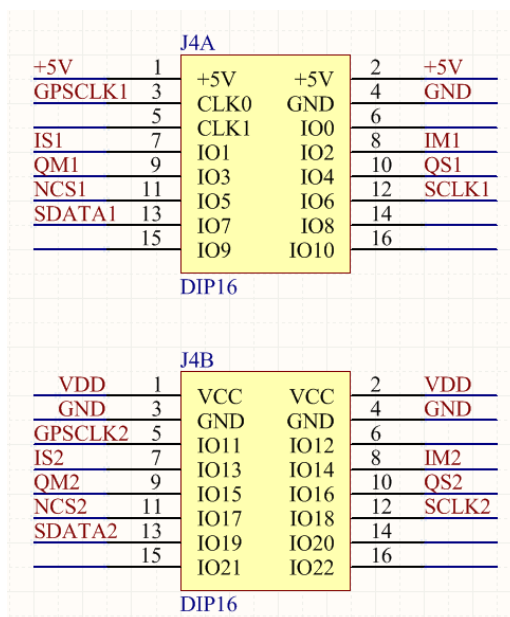 J4A
+5V 1 +5V +5V 2 +5V
GPSCLK1 3 CLK0 GND 4 GND
5 CLK1 IO0 6
IS1 7 IO1 IO2 8 IM1
QM1 9 IO3 IO4 10 QS1
NCS1 11 IO5 IO6 12 SCLK1
SDATA1 13 IO7 IO8 14
15 IO9 IO10 16
DIP16
J4B
VDD 1 VCC VCC 2 VDD
GND 3 GND GND 4 GND
GPSCLK2 5 IO11 IO12 6
IS2 7 IO13 IO14 8 IM2
QM2 9 IO15 IO16 10 QS2
NCS2 11 IO17 IO18 12 SCLK2
SDATA2 13 IO19 IO20 14
15 IO21 IO22 16
DIP16